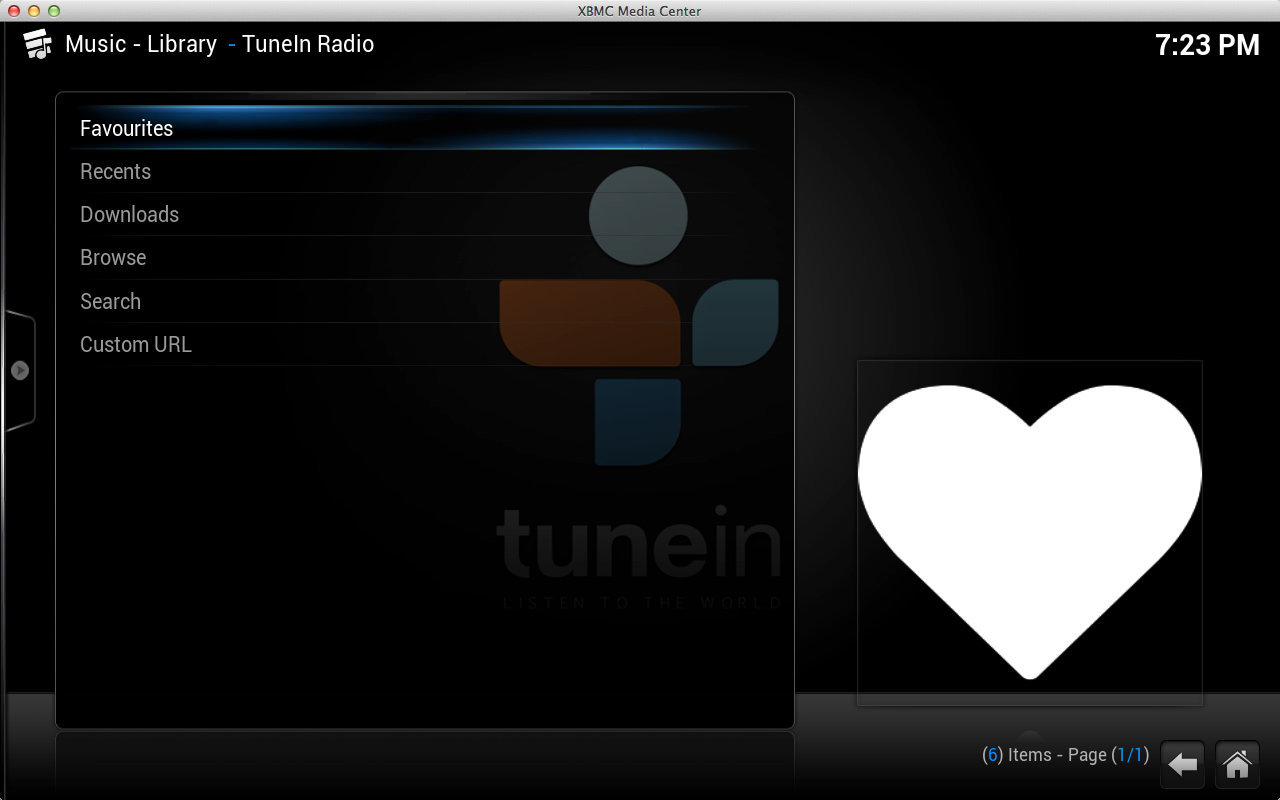 XBMC Media Center
Music - Library - TuneIn Radio
7:23 PM
Favourites
Recents
Downloads
Browse
Search
Custom URL
tunein
LISTEN TO THE WORLD
(6) Items - Page (1/1)